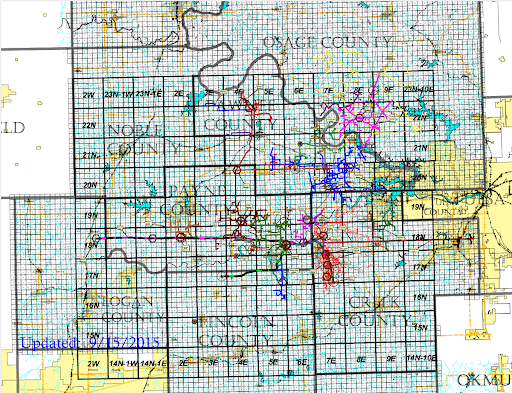 OSAGE COUNTY
2W 23N-1W 23N-1E 2E 4E 5E 6E 7E 8E 9E 23N-10E
22N 22N
NOBLE
COUNTY
COUNTY
LD
21N 21N
20N
PAYNE
COUNTY
19N 19N
COUNTY
18N 18N
17N 17N
LOGAN
COUNTY
16N
CREEK
COUNTY
LINCOLN
COUNTY
15N 15N
Updated: 9/15/2015
2W 14N-1W 14N-1E 2E 3E 4E 5E 6E 7E 8E 9E 14N-10E
OKMU